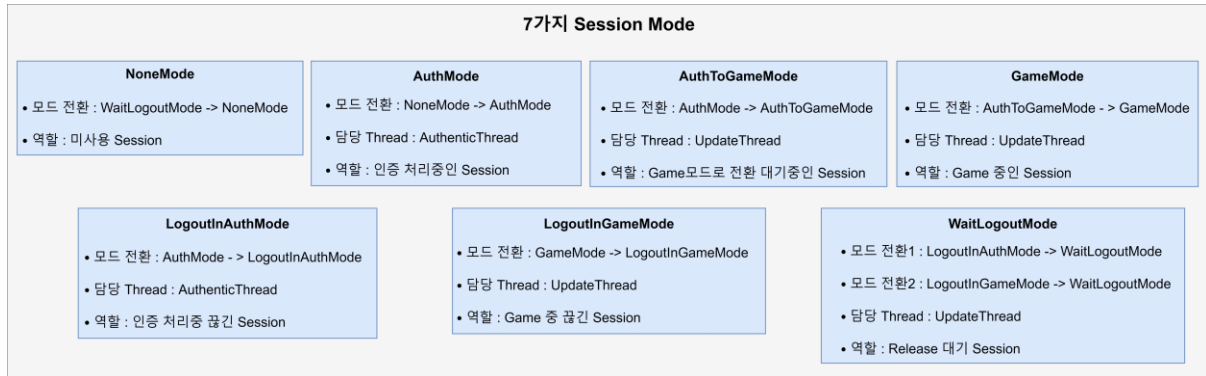 7가지 Session Mode
NoneMode
• 모드 전환 : WaitLogoutMode -> NoneMode
• 역할 : 미사용 Session
AuthMode
• 모드 전환 : NoneMode -> AuthMode
• 담당 Thread : AuthenticThread
• 역할 : 인증 처리중인 Session
AuthToGameMode
• 모드 전환 : AuthMode -> AuthToGameMode
• 담당 Thread : UpdateThread
• 역할 : Game모드로 전환 대기중인 Session
GameMode
• 모드 전환 : AuthToGameMode - > GameMode
• 담당 Thread : UpdateThread
• 역할 : Game 중인 Session
LogoutInAuthMode
• 모드 전환 : AuthMode - > LogoutInAuthMode
• 담당 Thread : AuthenticThread
• 역할 : 인증 처리중 끊긴 Session
LogoutInGameMode
• 모드 전환 : GameMode -> LogoutInGameMode
• 담당 Thread : UpdateThread
• 역할 : Game 중 끊긴 Session
WaitLogoutMode
• 모드 전환1 : LogoutInAuthMode -> WaitLogoutMode
• 모드 전환2 : LogoutInGameMode -> WaitLogoutMode
• 담당 Thread : UpdateThread
• 역할 : Release 대기 Session